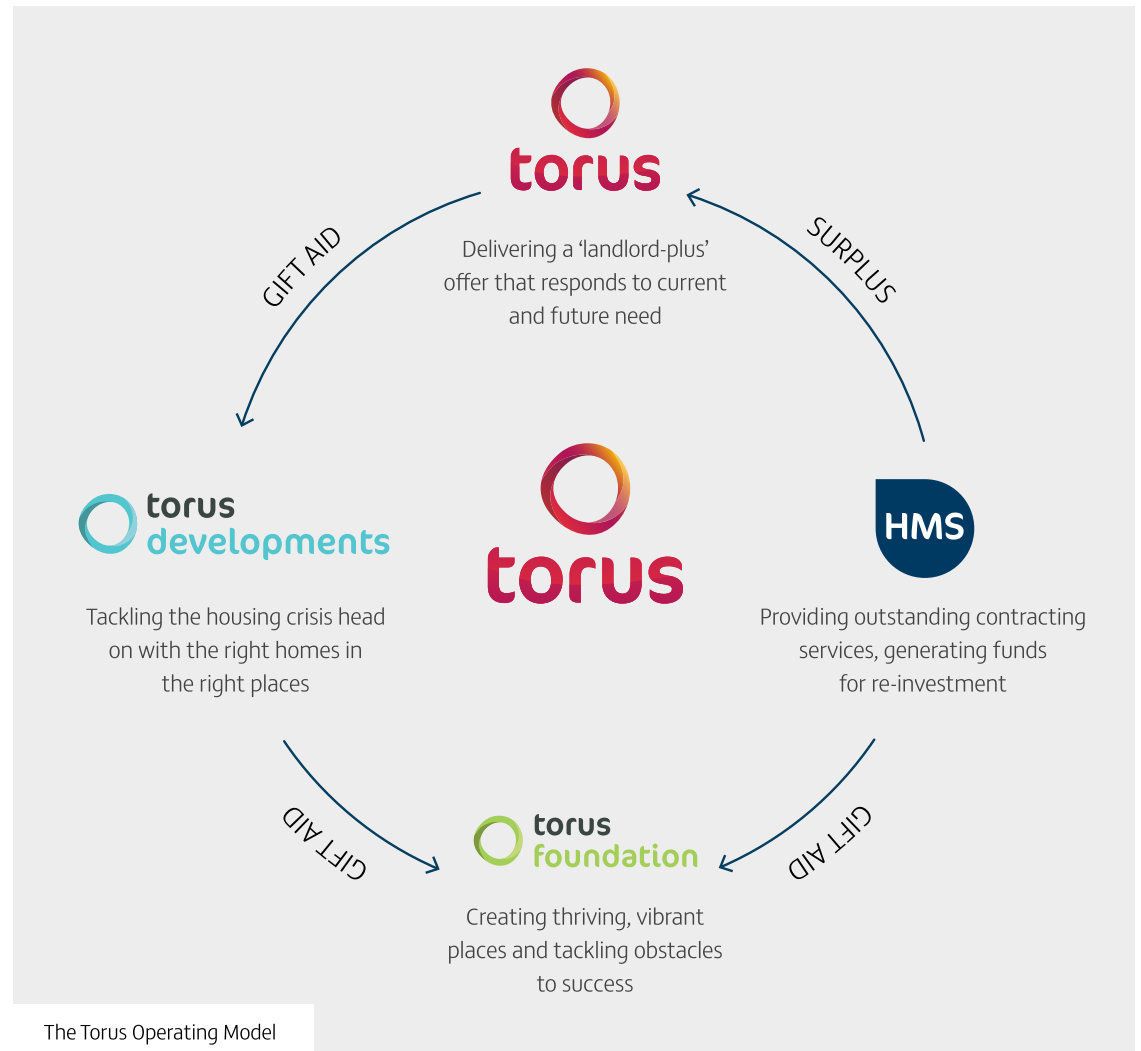 torus
GIFT AID
SURPLUS
Delivering a ‘landlord-plus’
offer that responds to current
and future need
torus
developments
Tackling the housing crisis head
on with the right homes in
the right places
torus
HMS
Providing outstanding contracting
services, generating funds
for re-investment
GIFT AID
GIFT AID
torus
foundation
Creating thriving, vibrant
places and tackling obstacles
to success
The Torus Operating Model